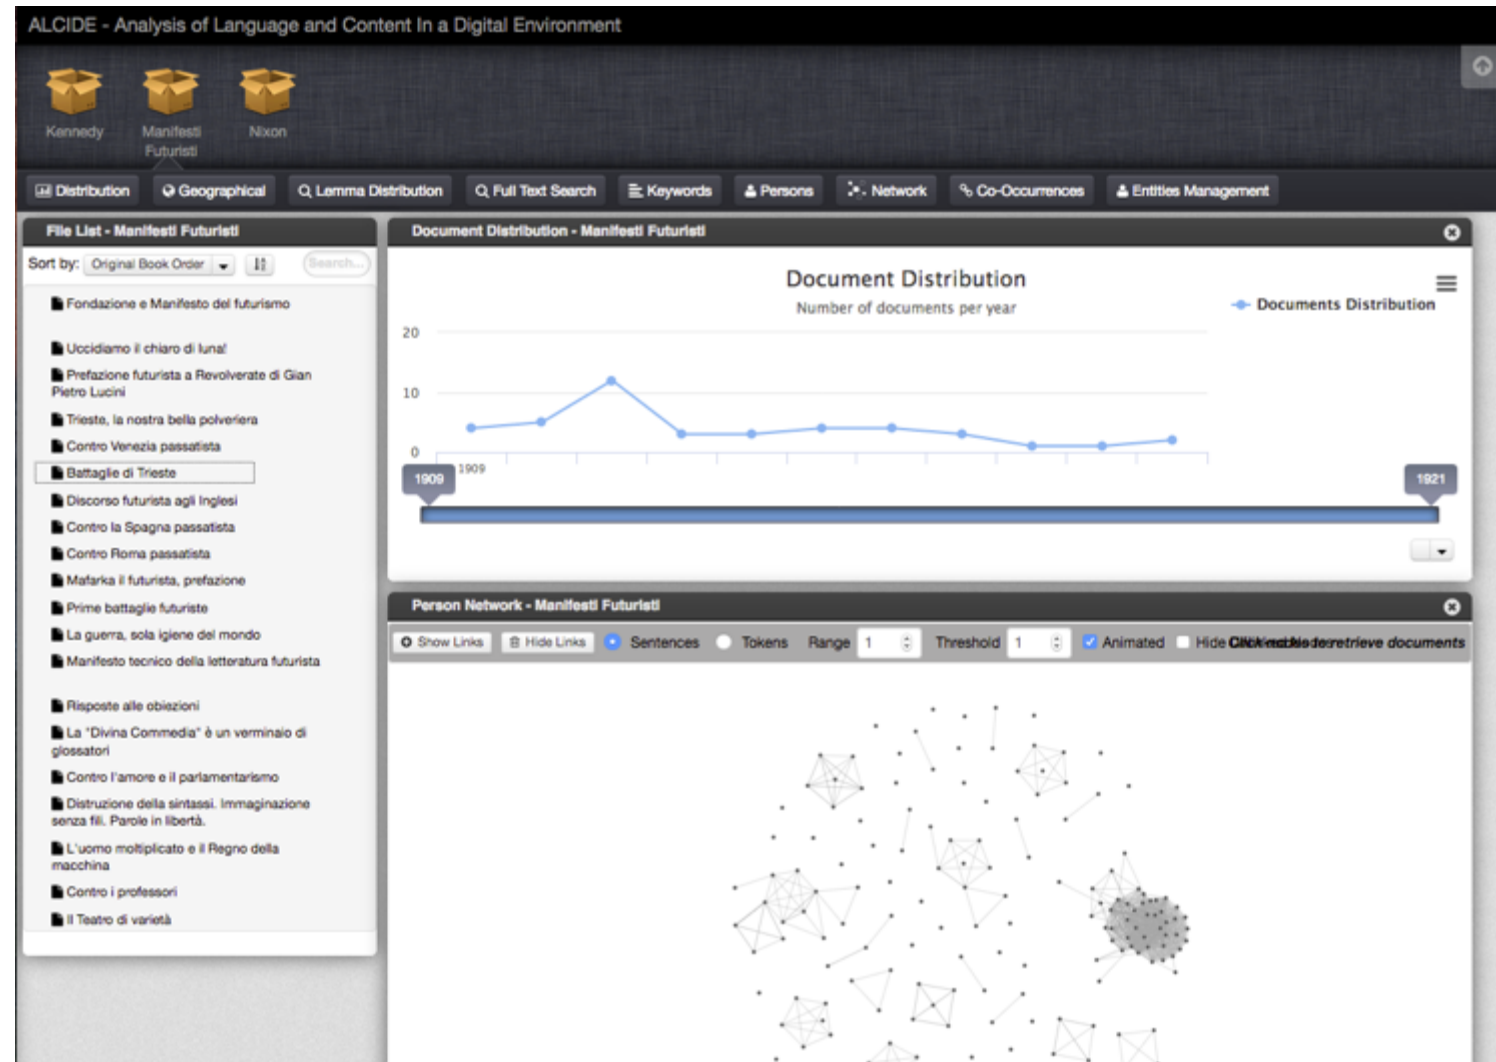 ALCIDE - Analysis of Language and Content In a Digital Environment
Kennedy
Manifesti
Futuristi
Nixon
Distribution
Geographical
Lemma Distribution
Full Text Search
Keywords
Persons
Network
Co-Occurrences
Entities Management
File List - Manifesti Futuristi
Sort by: Original Book Order
Search...
Fondazione e Manifesto del futurismo
Uccidiamo il chiaro di luna!
Prefazione futurista a Revolverate di Gian
Pietro Lucini
Trieste, la nostra bella polveriera
Contro Venezia passatista
Battaglie di Trieste
Discorso futurista agli Inglesi
Contro la Spagna passatista
Contro Roma passatista
Mafarka il futurista, prefazione
Prime battaglie futuriste
La guerra, sola igiene del mondo
Manifesto tecnico della letteratura futurista
Risposte alle obiezioni
La "Divina Commedia" è un verminaio di
glossatori
Contro l'amore e il parlamentarismo
Distruzione della sintassi. Immaginazione
senza fili. Parole in libertà.
L'uomo moltiplicato e il Regno della
macchina
Contro i professori
Il Teatro di varietà
Document Distribution - Manifesti Futuristi
Document Distribution
Number of documents per year
Documents Distribution
20
10
0
1909
1909
1921
Person Network - Manifesti Futuristi
Show Links
Hide Links
Sentences
Tokens
Range 1
Threshold 1
Animated
Hide
to retrieve documents